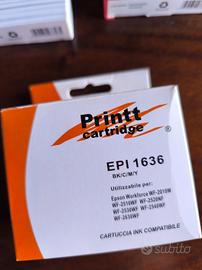 Printt
cartridge
®
EPI 1636
BK/C/M/Y
Utilizzabile per:
Epson Workforce WF-2010W
WF-2510WF WF-2520NF
WF-2530WF WF-2540WF
WF-2630WF
CARTUCCIA INK COMPATIBILE
subito